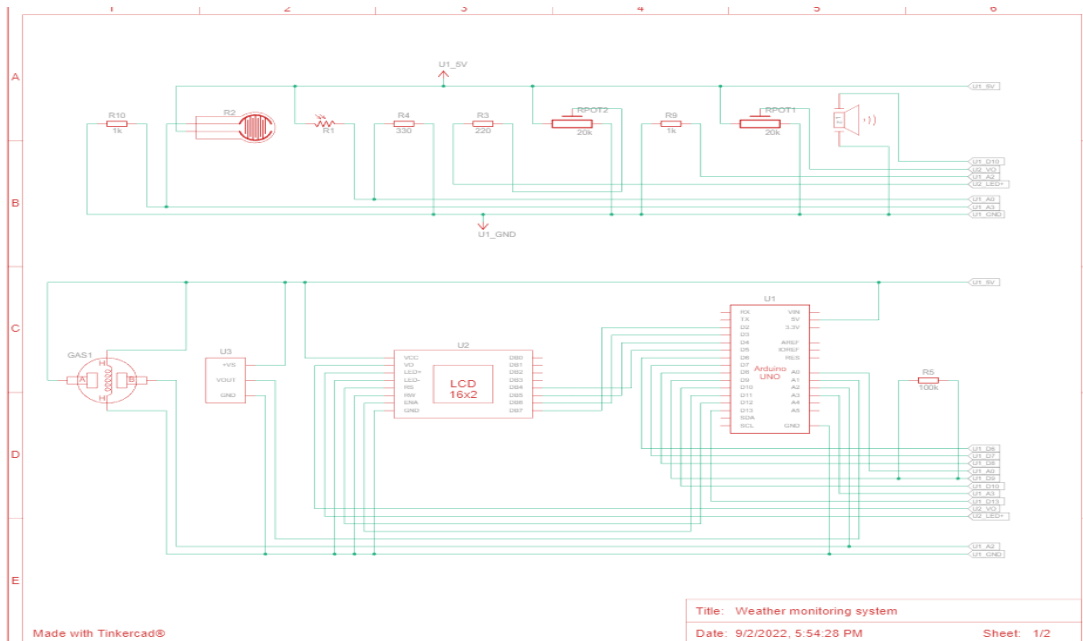 1 2 3 4 5 6
A
U1_5V
U1_5V
R10
1k
R2
R1
R4
330
R3
220
RPOT2
20k
R9
1k
RPOT1
20k
U1_D10
U2_VO
U1_A2
U2_LED+
B
U1_A0
U1_A3
U1_GND
U1_GND
U1_5V
C
GAS1
H
A
B
H
U3
+VS
VOUT
GND
U2
VCC
VO
LCD+
LCD-
RS
RW
ENA
GND
LCD
16x2
DB0
DB1
DB2
DB3
DB4
DB5
DB6
DB7
U1
RX
TX
D2
D3
D4
D5
D6
D7
D8
D9
D10
D11
D12
D13
SDA
SCL
Arduino
UNO
VIN
5V
3.3V
AREF
IOREF
RES
A0
A1
A2
A3
A4
A5
GND
R5
100k
D
U1_D6
U1_D7
U1_D8
U1_A0
U1_D9
U1_D10
U1_A3
U1_D13
U2_VO
U2_LED+
U1_A2
U1_GND
E
Title: Weather monitoring system
Made with Tinkercad®
Date: 9/2/2022, 5:54:28 PM Sheet: 1/2